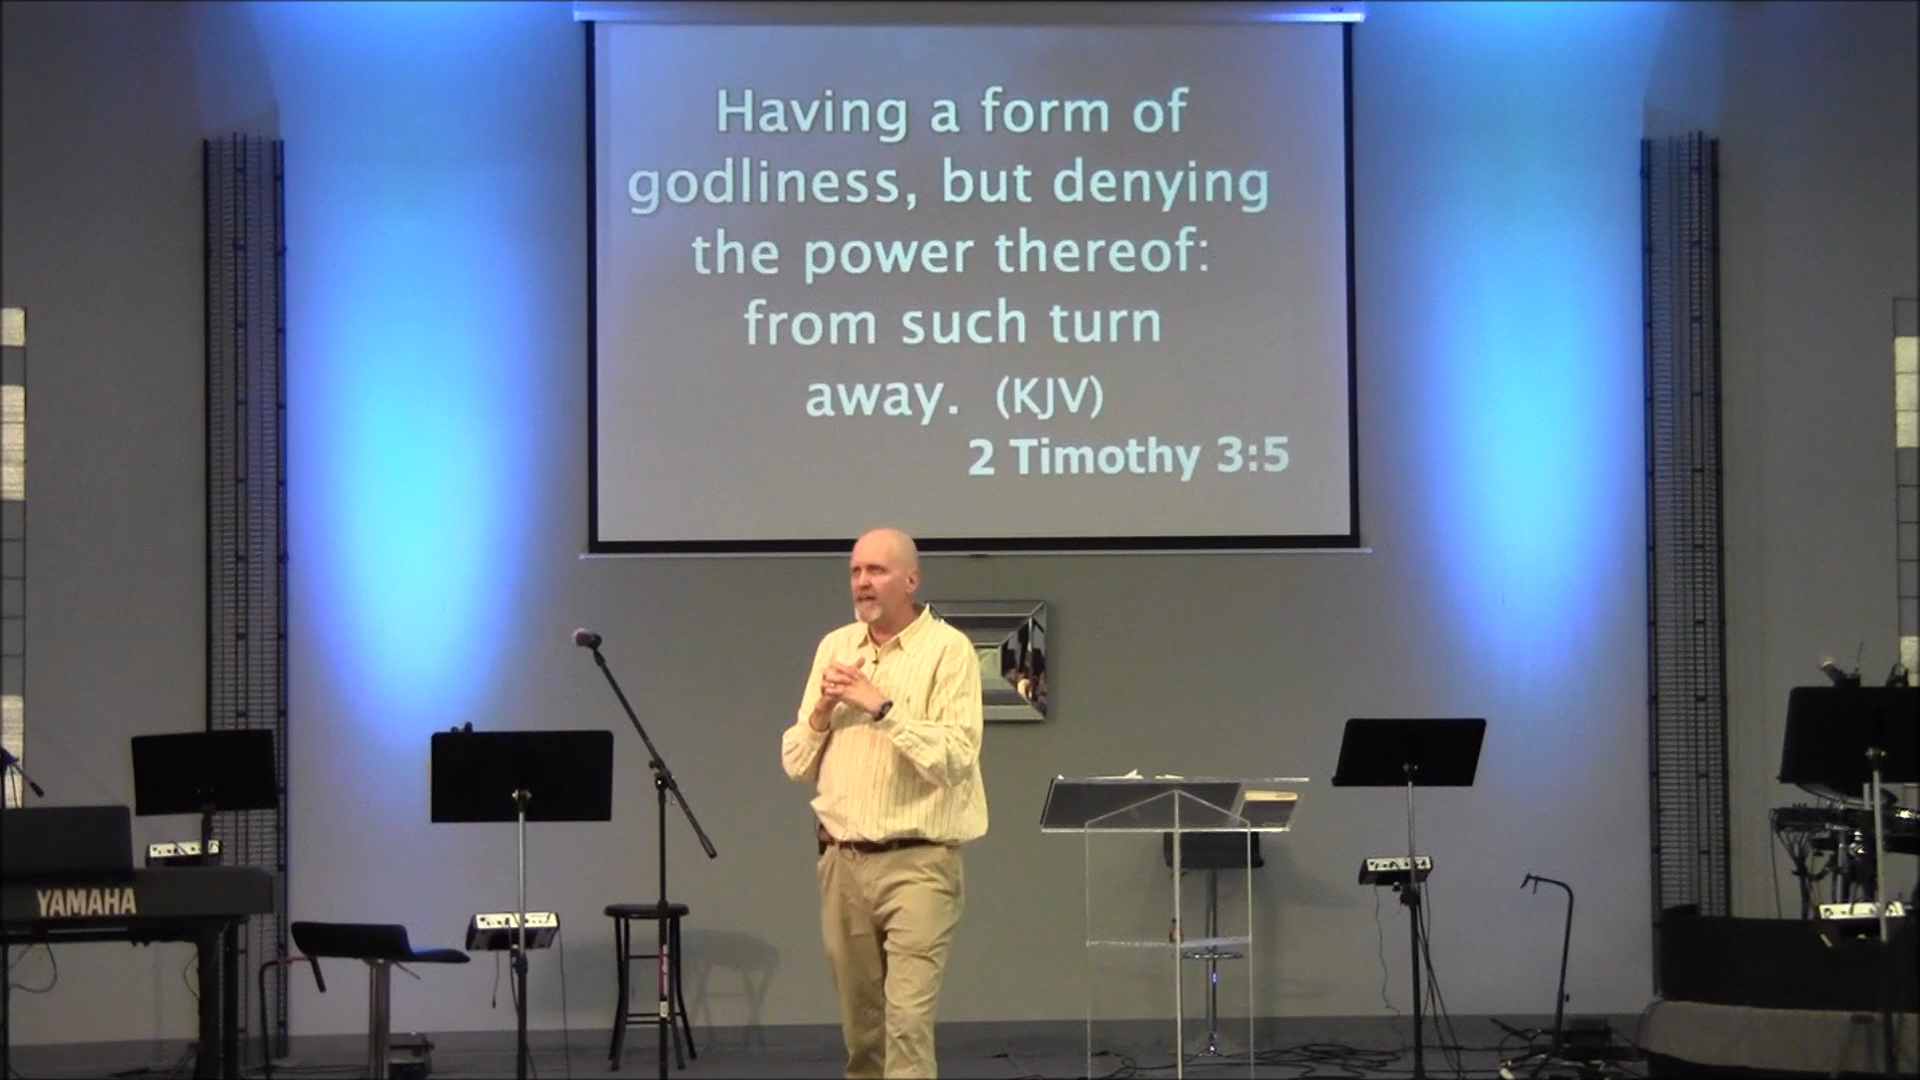 Having a form of
godliness, but denying
the power thereof:
from such turn
away. (KJV)
2 Timothy 3:5
YAMAHA